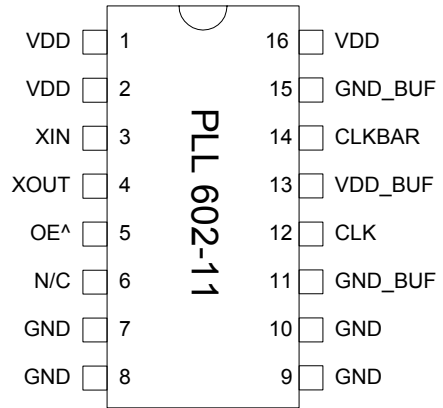 VDD 1 16 VDD
VDD 2 15 GND_BUF
XIN 3 14 CLKBAR
XOUT 4 13 VDD_BUF
OE^ 5 12 CLK
N/C 6 11 GND_BUF
GND 7 10 GND
GND 8 9 GND
PLL 602-11